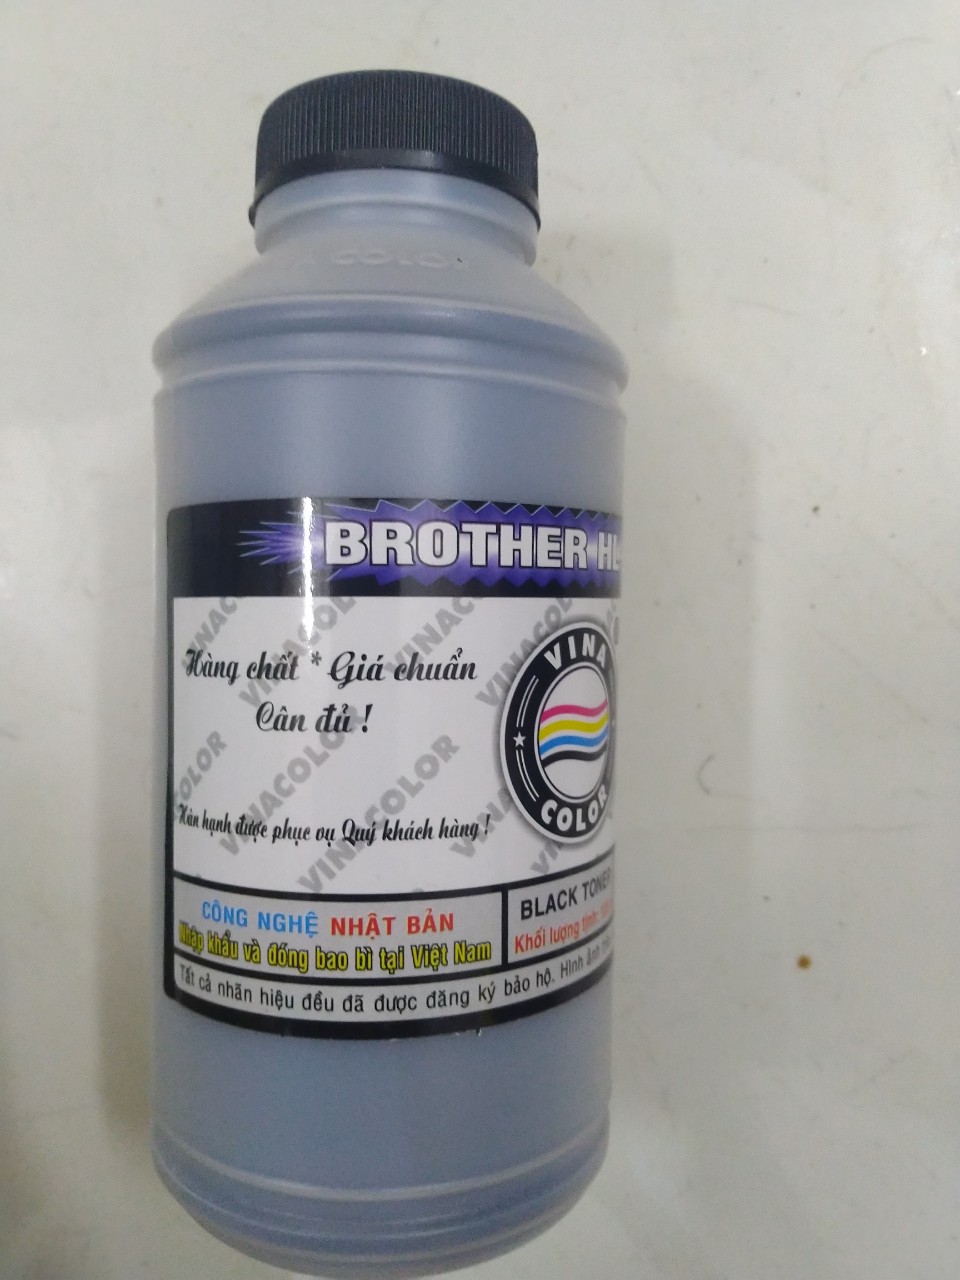 COLOR
BROTHER HL
Hàng chất * Giá chuẩn
Cân đủ !
Hân hạnh được phục vụ Quý khách hàng !
VINA
COLOR
VINACOLOR
CÔNG NGHỆ NHẬT BẢN
Nhập khẩu và đóng bao bì tại Việt Nam
BLACK TONER
Khối lượng tịnh:
Tất cả nhãn hiệu đều đã được đăng ký bảo hộ. Hình ảnh